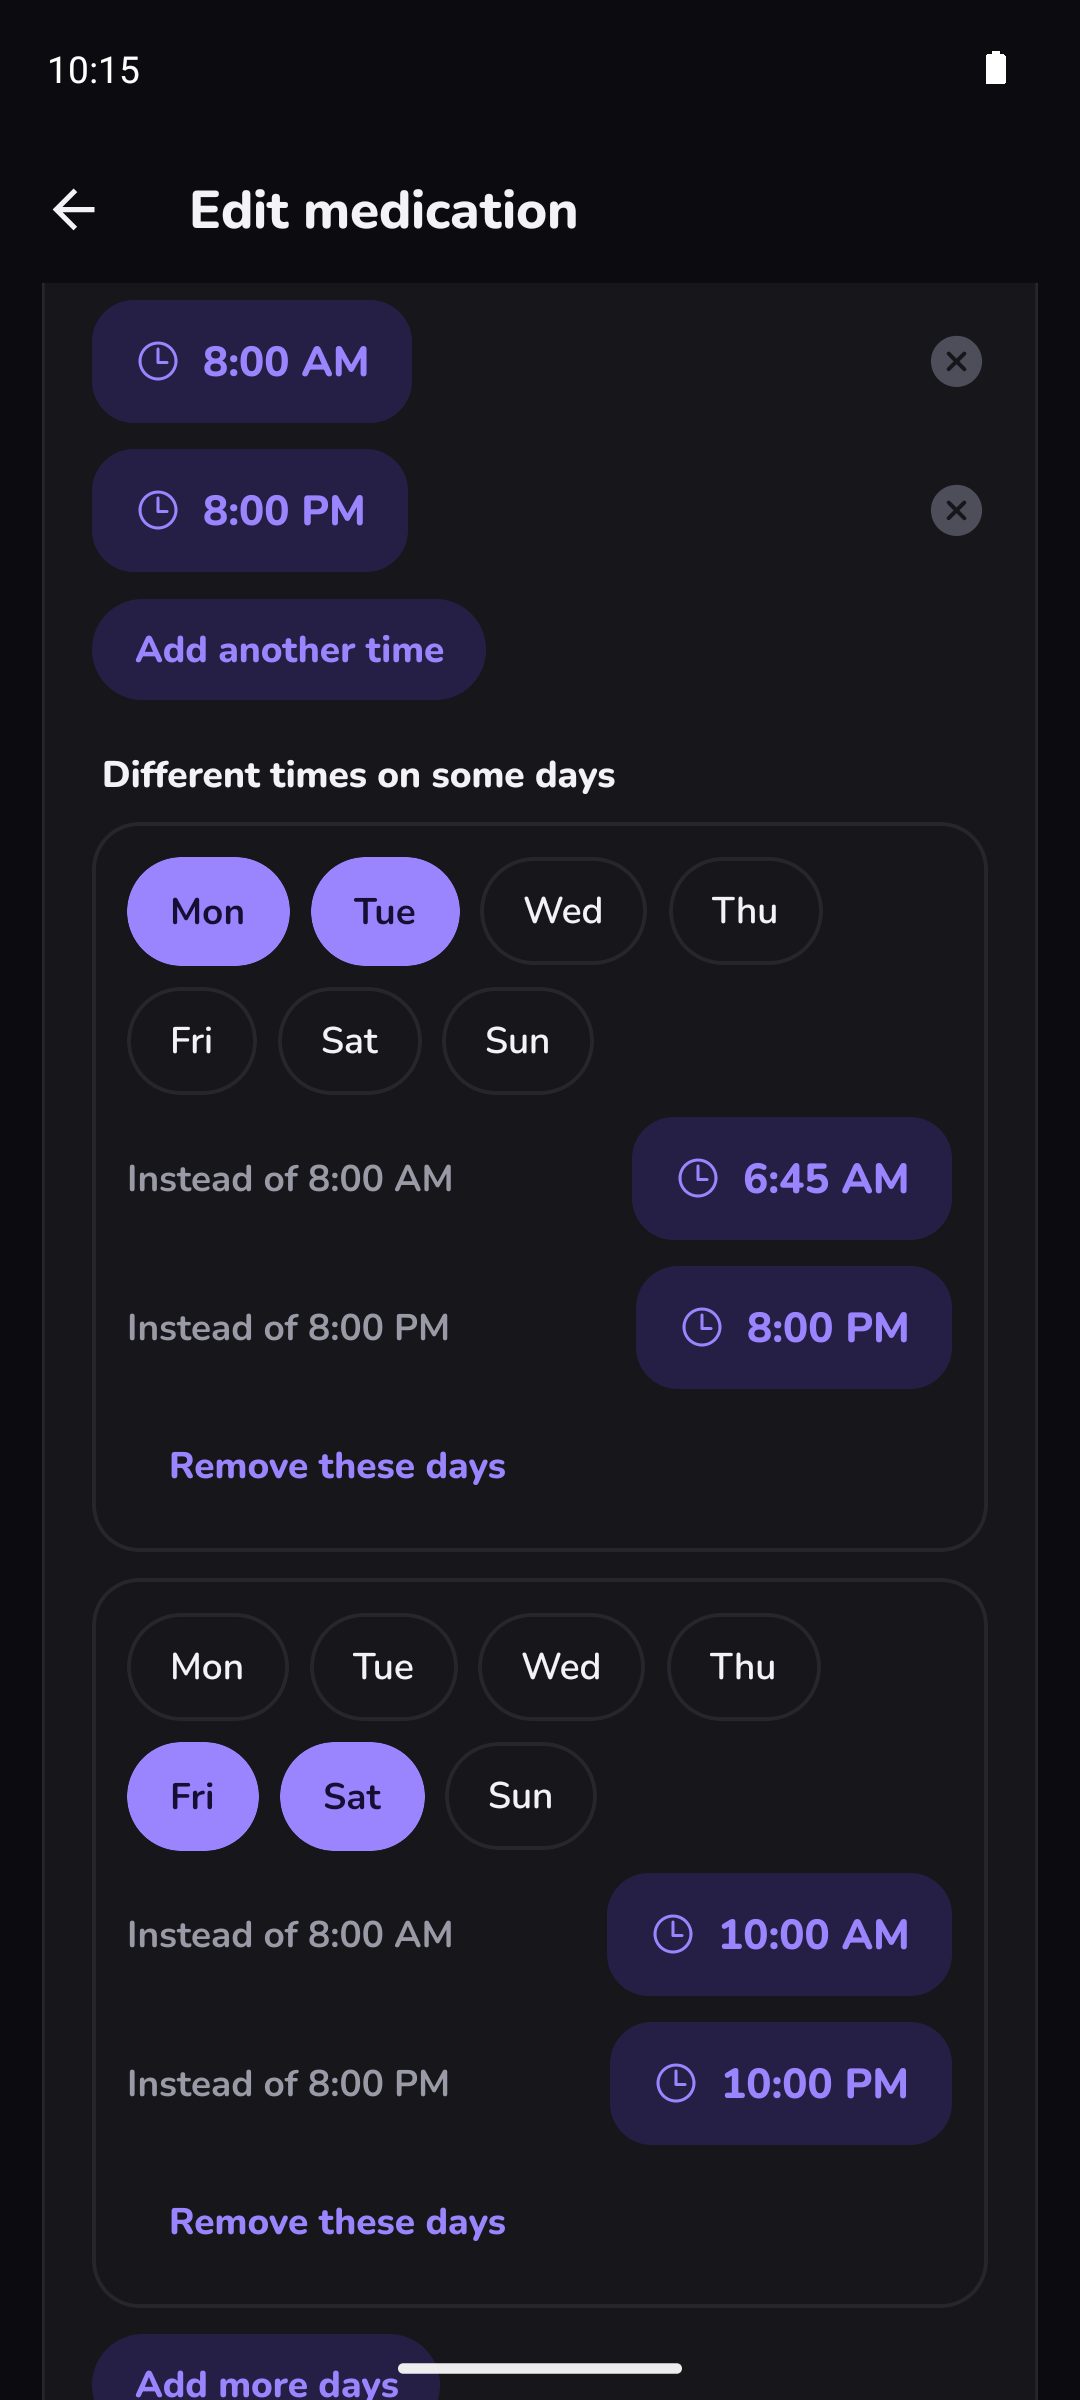 10:15
Edit medication
8:00 AM
8:00 PM
Add another time
Different times on some days
Mon Tue Wed Thu
Fri Sat Sun
Instead of 8:00 AM 6:45 AM
Instead of 8:00 PM 8:00 PM
Remove these days
Mon Tue Wed Thu
Fri Sat Sun
Instead of 8:00 AM 10:00 AM
Instead of 8:00 PM 10:00 PM
Remove these days
Add more days